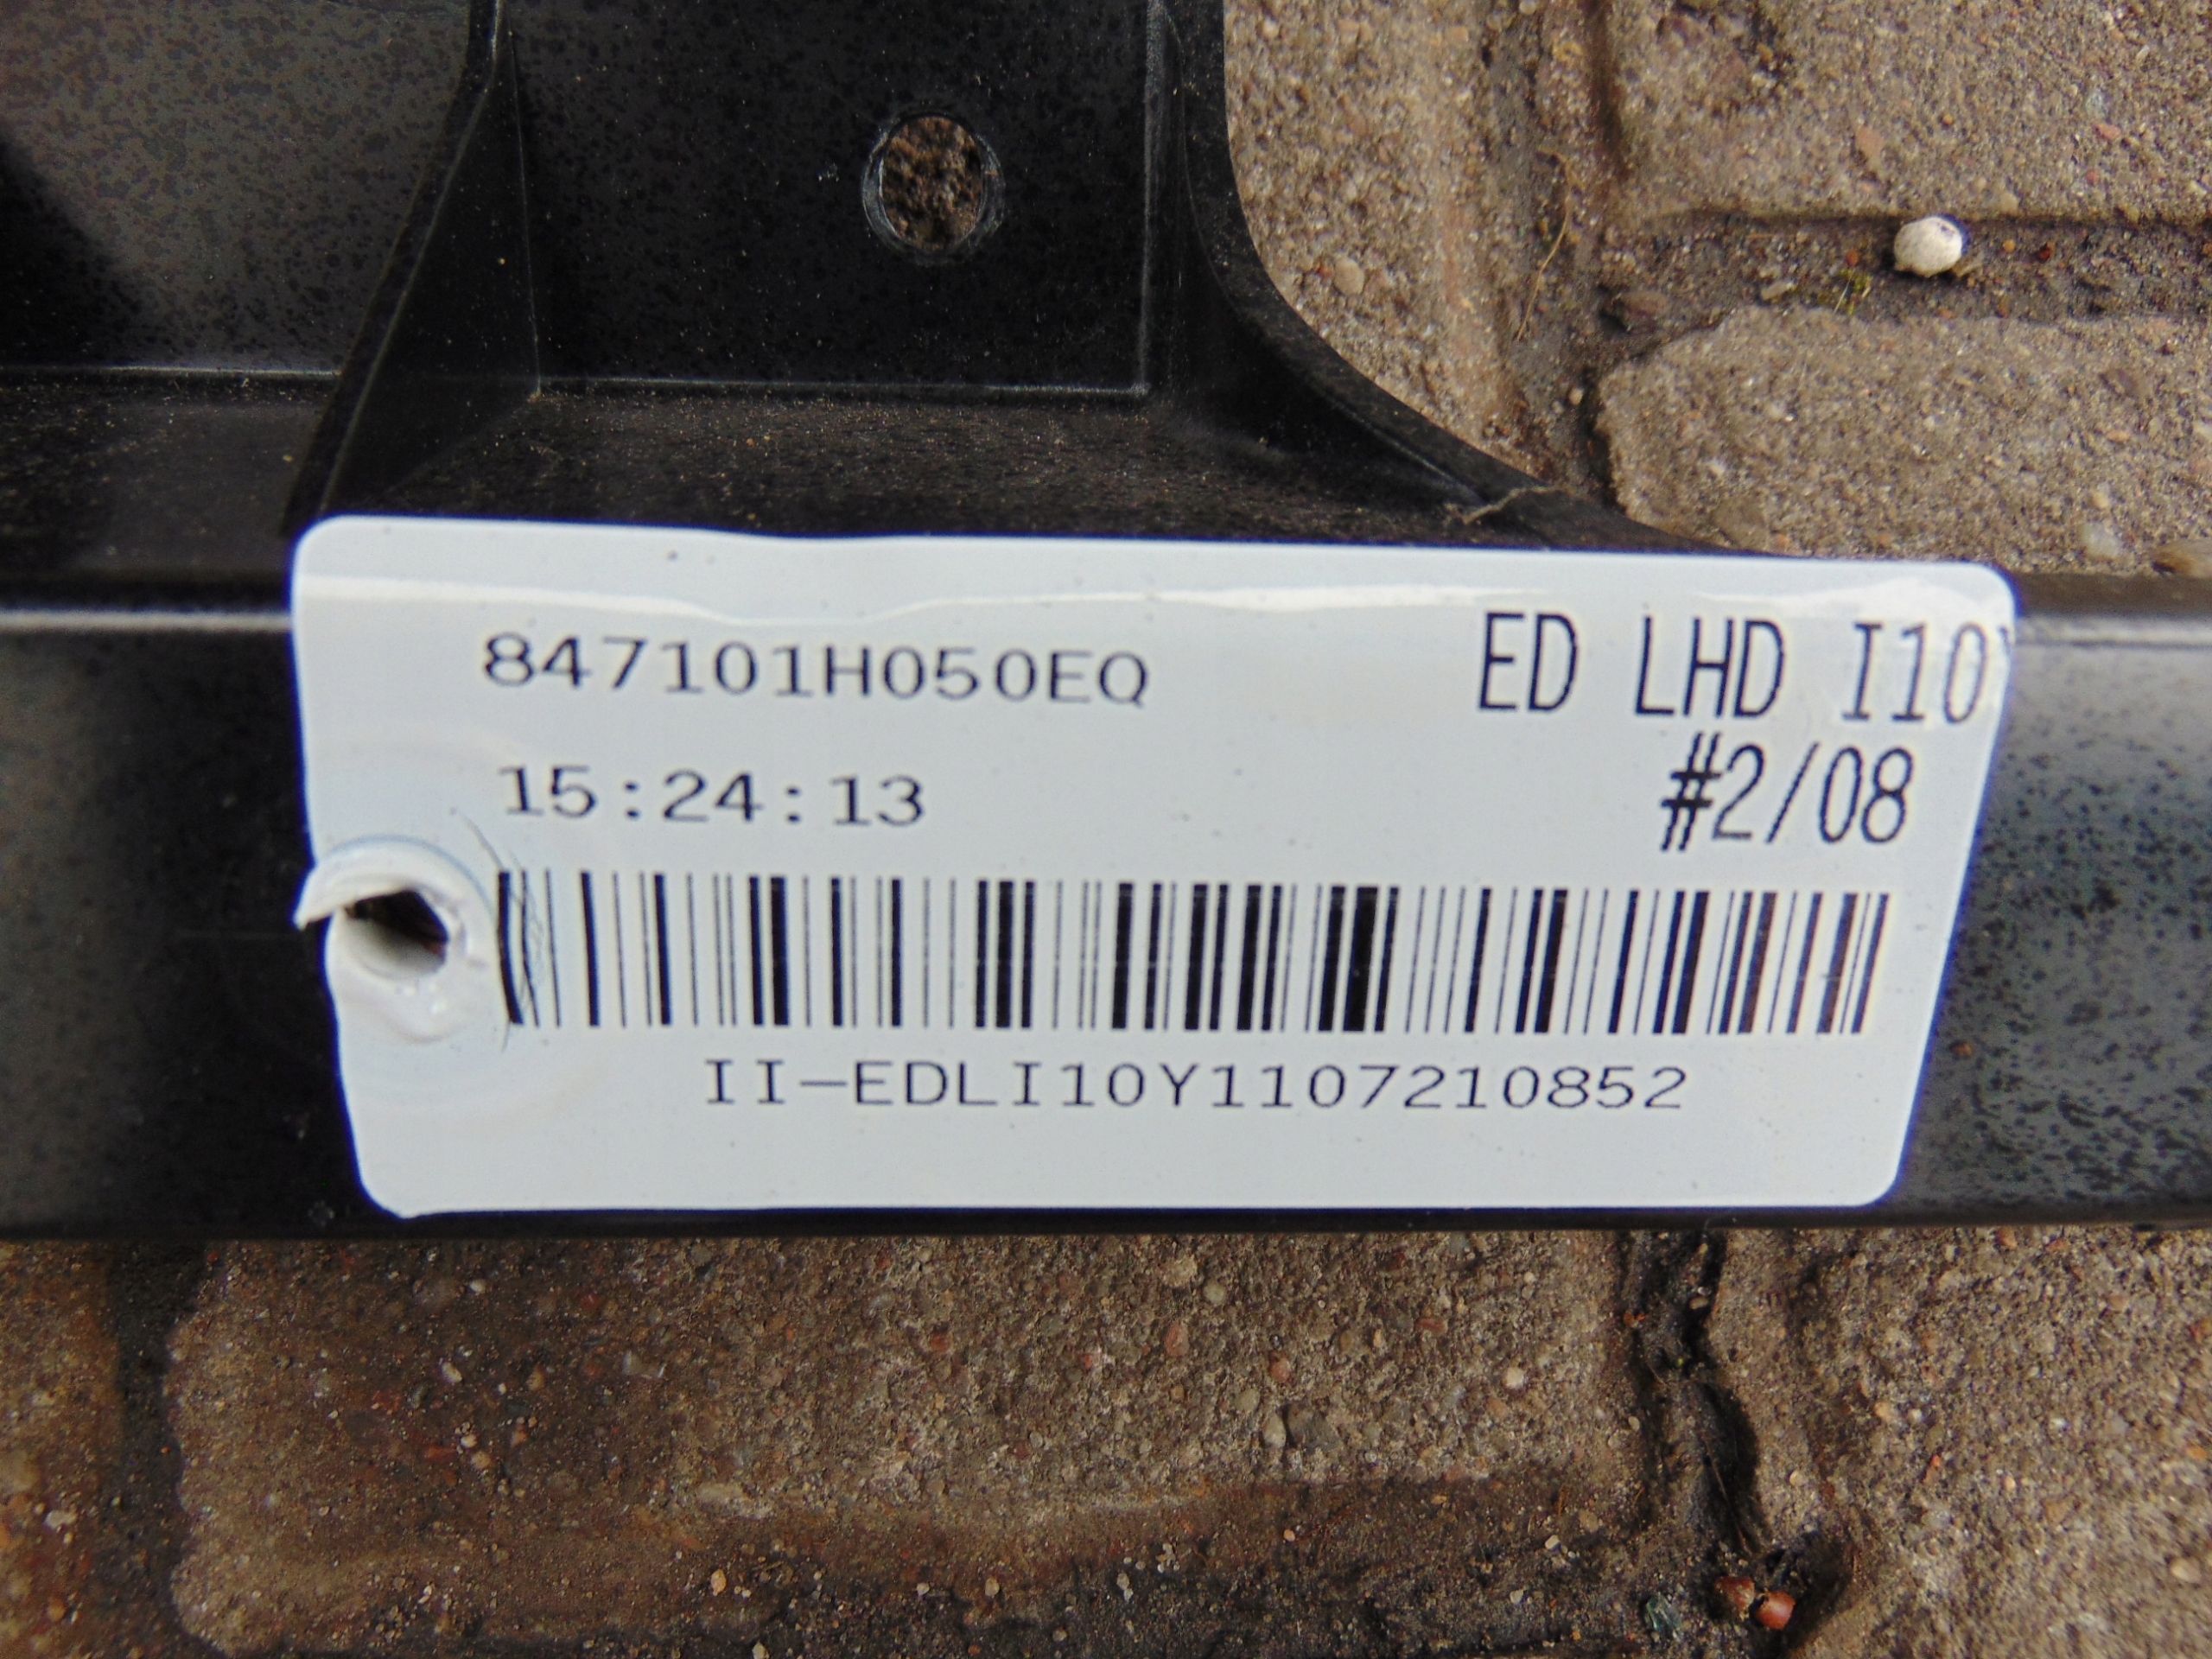 847101H050EQ ED LHD I10
15:24:13 #2/08
II-EDLI10Y1107210852